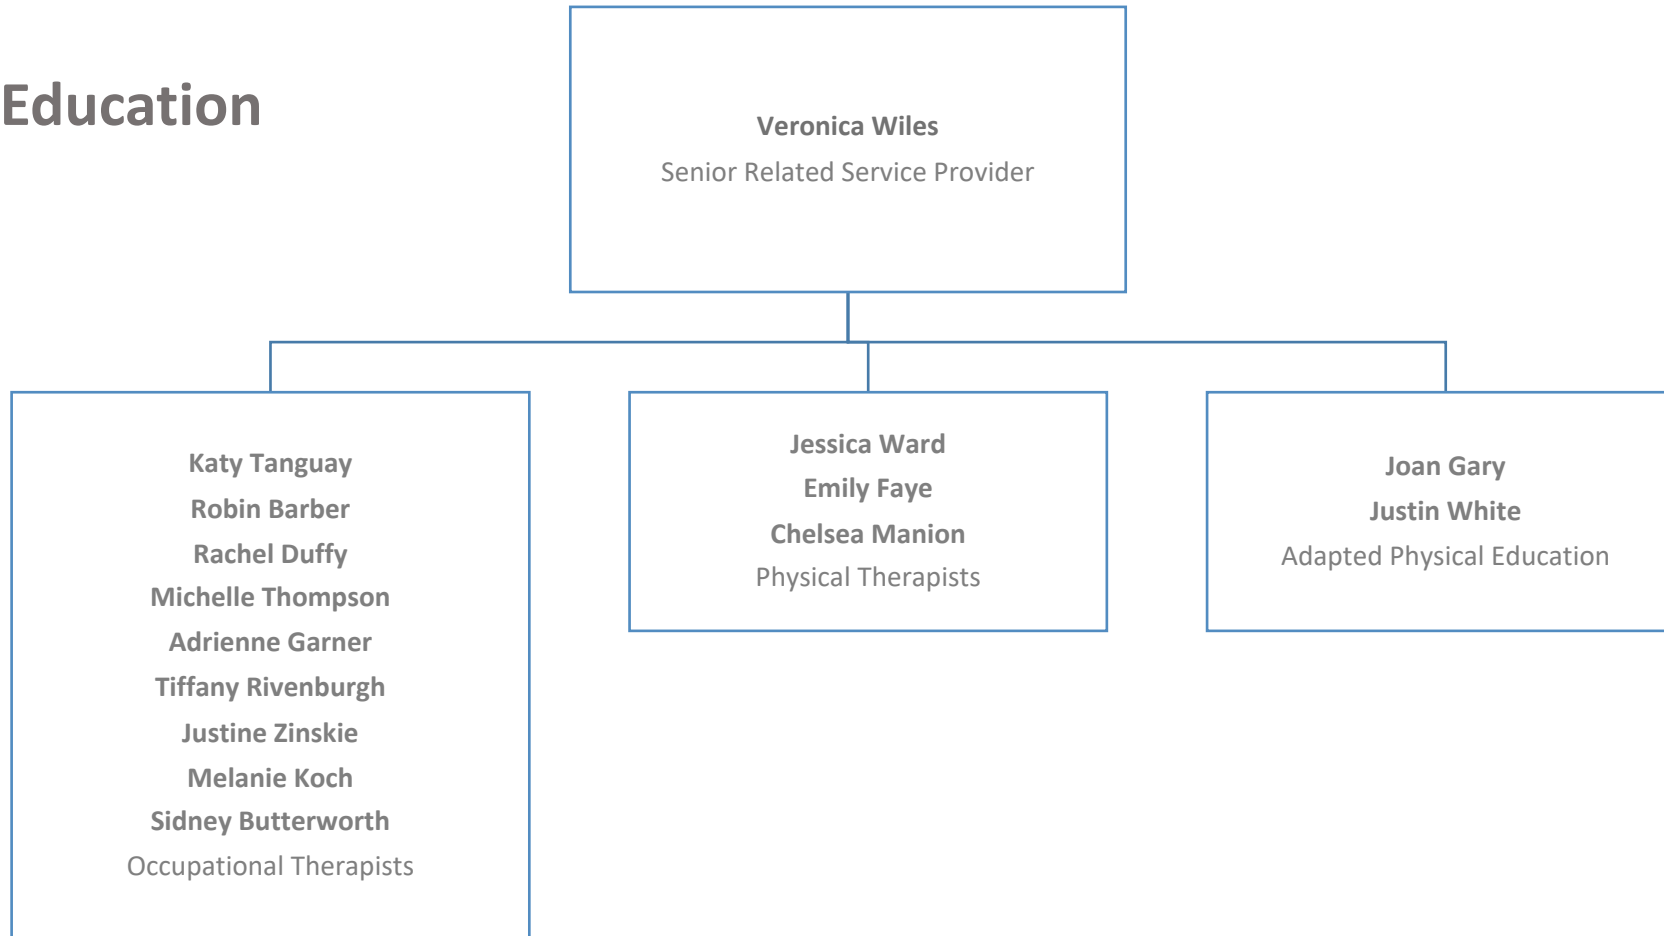 Education
Veronica Wiles
Senior Related Service Provider
Katy Tanguay
Robin Barber
Rachel Duffy
Michelle Thompson
Adrienne Garner
Tiffany Rivenburgh
Justine Zinskie
Melanie Koch
Sidney Butterworth
Occupational Therapists
Jessica Ward
Emily Faye
Chelsea Manion
Physical Therapists
Joan Gary
Justin White
Adapted Physical Education